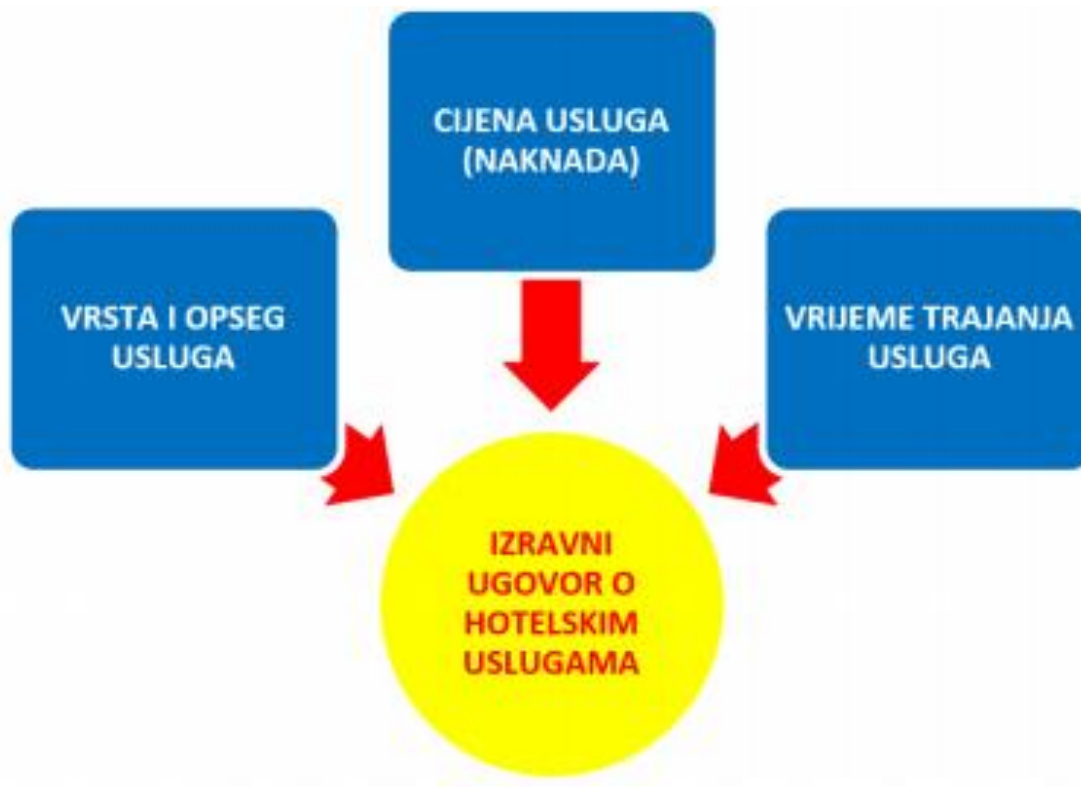 CIJENA USLUGA
(NAKNADA)
VRSTA I OPSEG
USLUGA
VRIJEME TRAJANJA
USLUGA
IZRAVNI
UGOVOR O
HOTELSKIM
USLUGAMA